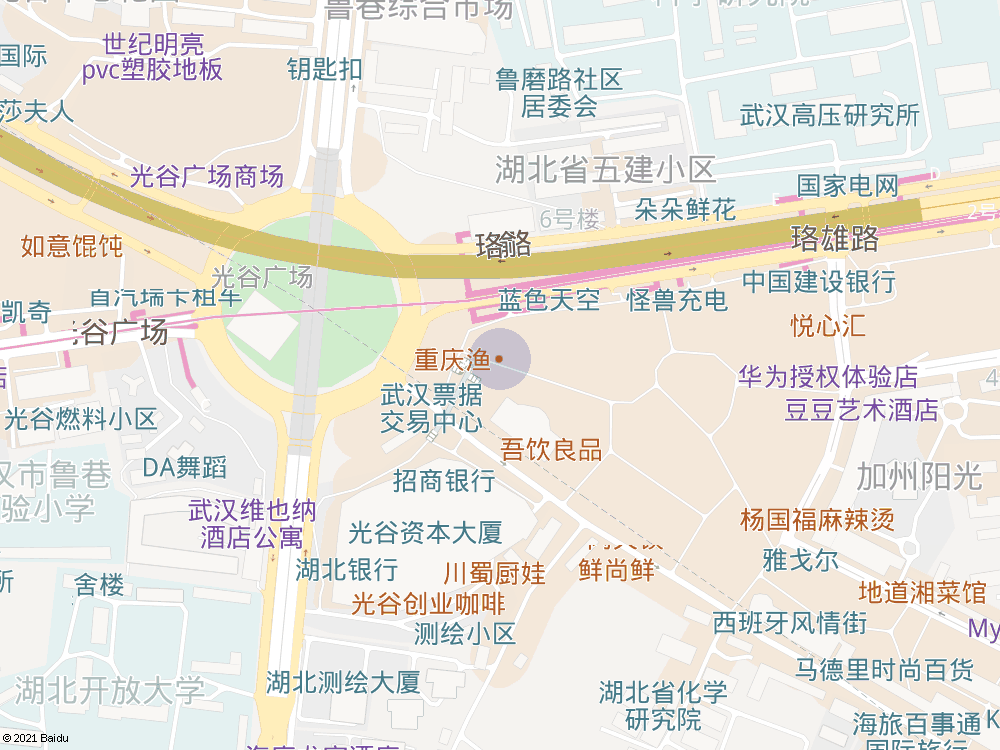 鲁巷综合市场
世纪明亮
pvc塑胶地板
国际
钥匙扣
鲁磨路社区
居委会
莎夫人
武汉高压研究所
光谷广场商场
湖北省五建小区
国家电网
朵朵鲜花
6号楼
2号
如意馄饨
珞雄路
光谷广场
中国建设银行
蓝色天空
怪兽充电
凯奇
悦心汇
谷广场
重庆渔
华为授权体验店
店
武汉票据
交易中心
豆豆艺术酒店
光谷燃料小区
吾饮良品
DA舞蹈
汉市鲁巷
验小学
招商银行
加州阳光
武汉维也纳
酒店公寓
光谷资本大厦
杨国福麻辣烫
雅戈尔
湖北银行
川蜀厨娃
鲜尚鲜
所
舍楼
光谷创业咖啡
地道湘菜馆
测绘小区
西班牙风情街
My
马德里时尚百货
湖北开放大学
湖北测绘大厦
湖北省化学
研究院
海旅百事通
国际旅行
K
© 2021 Baidu